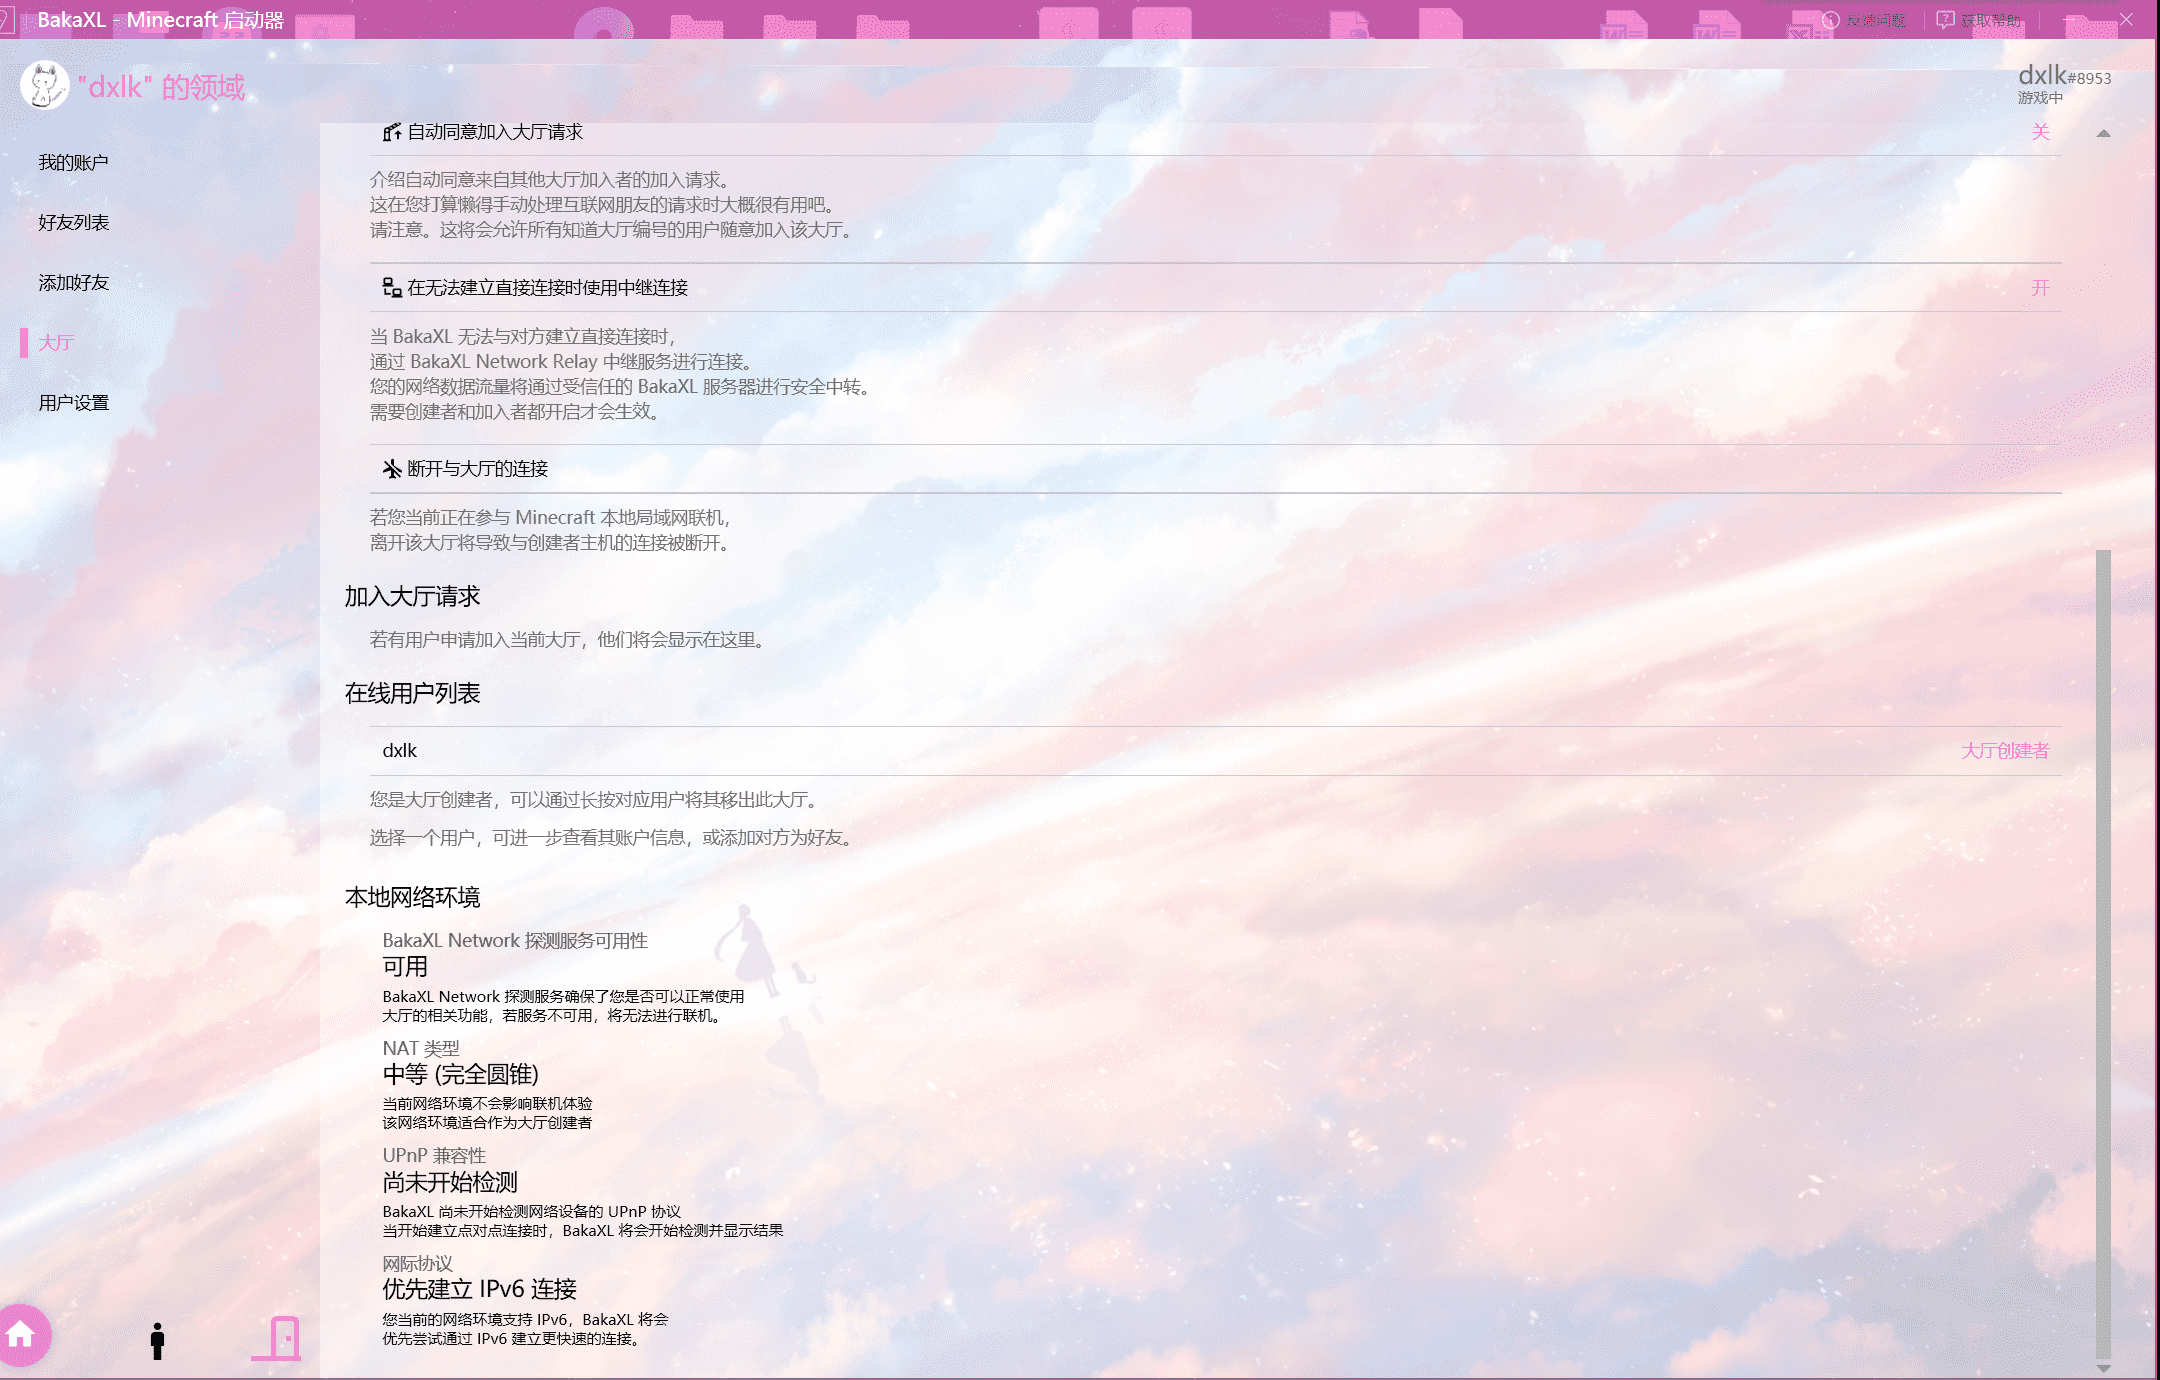 BakaXL - Minecraft 启动器
反馈问题
获取帮助
"dxlk" 的领域
dxlk#8953
游戏中
我的账户
好友列表
添加好友
大厅
用户设置
自动同意加入大厅请求
关
介绍自动同意来自其他大厅加入者的加入请求。
这在您打算懒得手动处理互联网朋友的请求时大概很有用吧。
请注意。这将会允许所有知道大厅编号的用户随意加入该大厅。
在无法建立直接连接时使用中继连接
开
当 BakaXL 无法与对方建立直接连接时，
通过 BakaXL Network Relay 中继服务进行连接。
您的网络数据流量将通过受信任的 BakaXL 服务器进行安全中转。
需要创建者和加入者都开启才会生效。
断开与大厅的连接
若您当前正在参与 Minecraft 本地局域网联机，
离开该大厅将导致与创建者主机的连接被断开。
加入大厅请求
若有用户申请加入当前大厅，他们将会显示在这里。
在线用户列表
dxlk
大厅创建者
您是大厅创建者，可以通过长按对应用户将其移出此大厅。
选择一个用户，可进一步查看其账户信息，或添加对方为好友。
本地网络环境
BakaXL Network 探测服务可用性
可用
BakaXL Network 探测服务确保了您是否可以正常使用
大厅的相关功能，若服务不可用，将无法进行联机。
NAT 类型
中等 (完全圆锥)
当前网络环境不会影响联机体验
该网络环境适合作为大厅创建者
UPnP 兼容性
尚未开始检测
BakaXL 尚未开始检测网络设备的 UPnP 协议
当开始建立点对点连接时，BakaXL 将会开始检测并显示结果
网际协议
优先建立 IPv6 连接
您当前的网络环境支持 IPv6，BakaXL 将会
优先尝试通过 IPv6 建立更快速的连接。